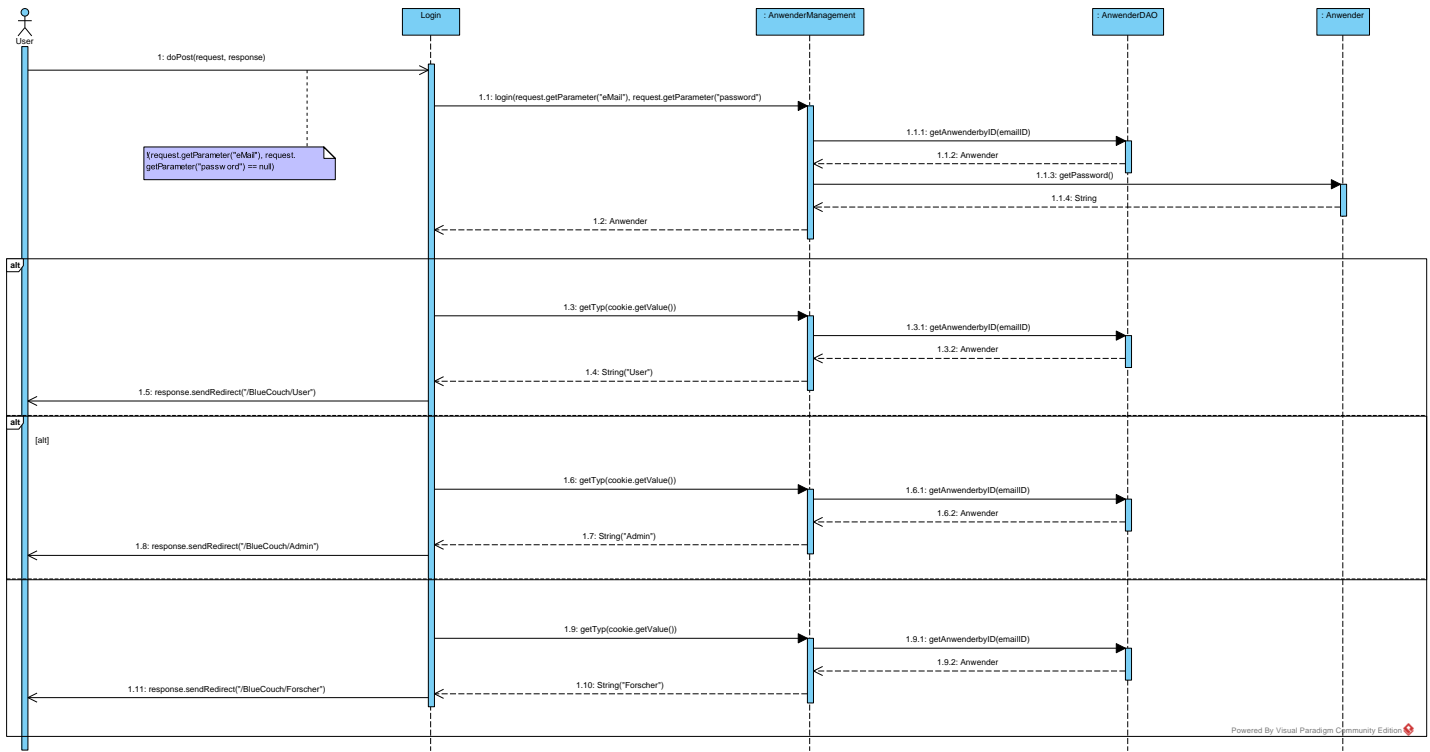 User
Login
: AnwenderManagement
: AnwenderDAO
: Anwender
1: doPost(request, response)
1.1: login(request.getParameter("eMail"), request.getParameter("password")
!(request.getParameter("eMail"), request.
getParameter("password") == null)
1.1.1: getAnwenderbyID(emailID)
1.1.2: Anwender
1.1.3: getPassword()
1.1.4: String
1.2: Anwender
alt
1.3: getTyp(cookie.getValue())
1.3.1: getAnwenderbyID(emailID)
1.3.2: Anwender
1.4: String("User")
1.5: response.sendRedirect("/BlueCouch/User")
alt
[alt]
1.6: getTyp(cookie.getValue())
1.6.1: getAnwenderbyID(emailID)
1.6.2: Anwender
1.7: String("Admin")
1.8: response.sendRedirect("/BlueCouch/Admin")
1.9: getTyp(cookie.getValue())
1.9.1: getAnwenderbyID(emailID)
1.9.2: Anwender
1.10: String("Forscher")
1.11: response.sendRedirect("/BlueCouch/Forscher")
Powered By Visual Paradigm Community Edition